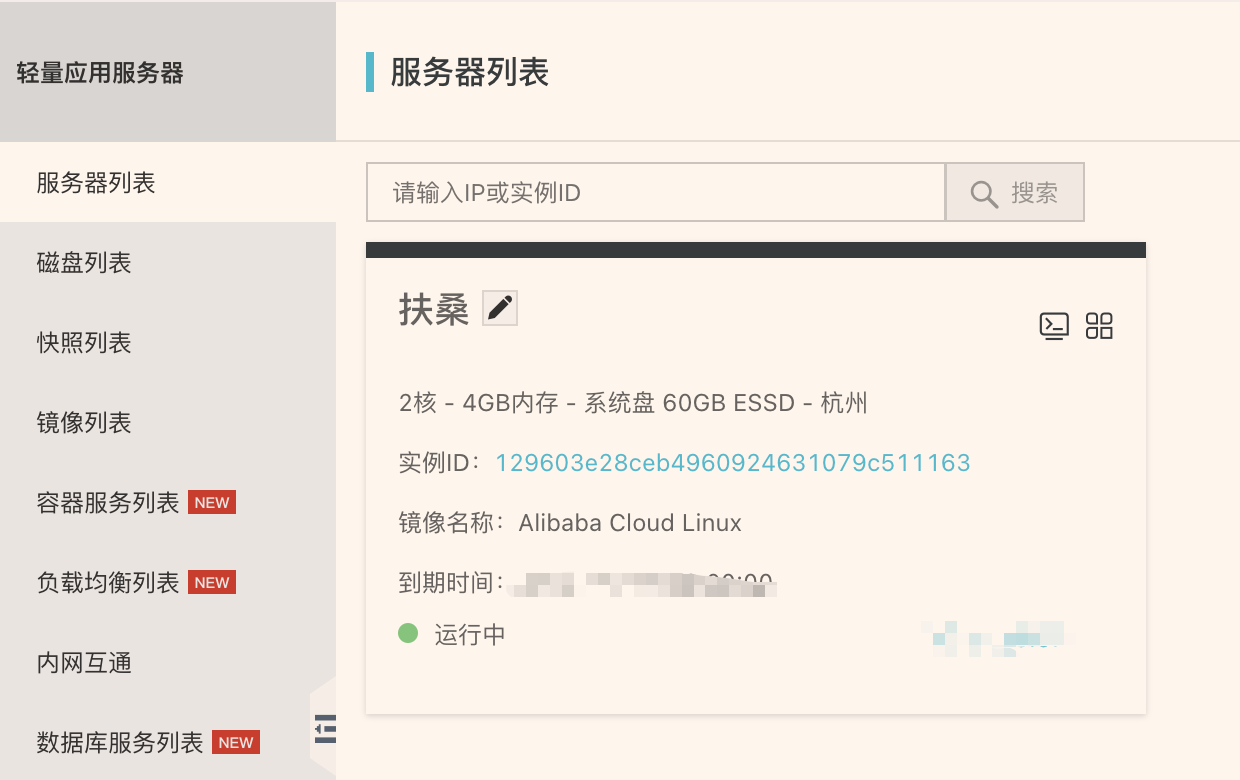 轻量应用服务器
服务器列表
磁盘列表
快照列表
镜像列表
容器服务列表 NEW
负载均衡列表 NEW
内网互通
数据库服务列表 NEW
服务器列表
请输入IP或实例ID
搜索
扶桑
2核 - 4GB内存 - 系统盘 60GB ESSD - 杭州
实例ID：129603e28ceb4960924631079c511163
镜像名称：Alibaba Cloud Linux
到期时间：
运行中